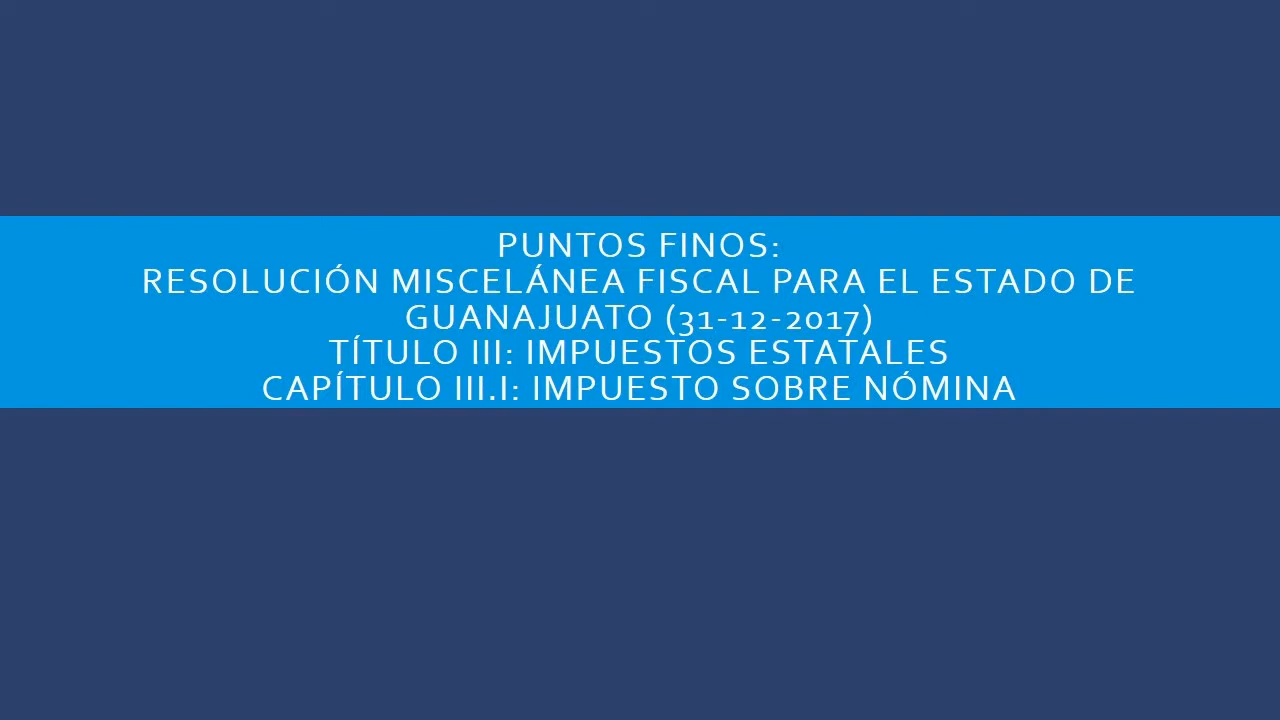 PUNTOS FINOS:
RESOLUCIÓN MISCELÁNEA FISCAL PARA EL ESTADO DE
GUANAJUATO (31-12-2017)
TÍTULO III: IMPUESTOS ESTATALES
CAPÍTULO III.I: IMPUESTO SOBRE NÓMINA